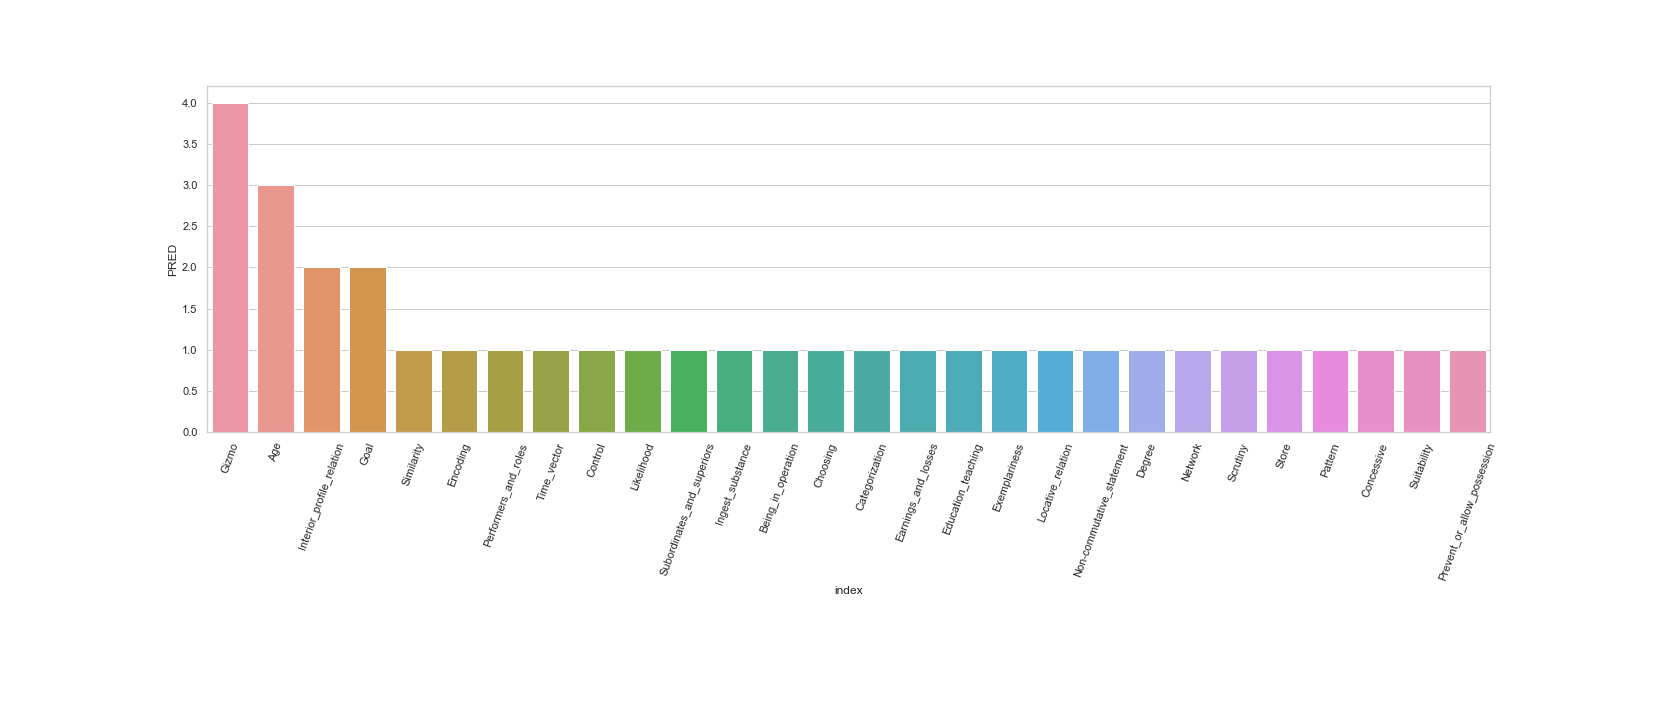 4.0
3.5
3.0
2.5
2.0
1.5
1.0
0.5
0.0
PRED
Gizmo
Age
Interior_profile_relation
Goal
Similarity
Encoding
Performers_and_roles
Time_vector
Control
Likelihood
Subordinates_and_superiors
Ingest_substance
Being_in_operation
Choosing
Categorization
Earnings_and_losses
Education_teaching
Exemplariness
Locative_relation
Non-commutative_statement
Degree
Network
Scrutiny
Store
Pattern
Concessive
Suitability
Prevent_or_allow_possession
index